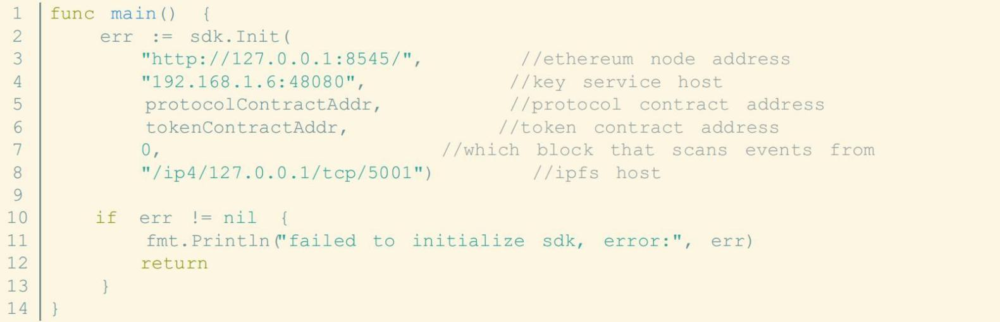 1 func main() {
2 err := sdk.Init(
3 "http://127.0.0.1:8545/", //ethereum node address
4 "192.168.1.6:48080", //key service host
5 protocolContractAddr, //protocol contract address
6 tokenContractAddr, //token contract address
7 0, //which block that scans events from
8 "/ip4/127.0.0.1/tcp/5001") //ipfs host
9
10 if err != nil {
11 fmt.Println("failed to initialize sdk, error:", err)
12 return
13 }
14 }